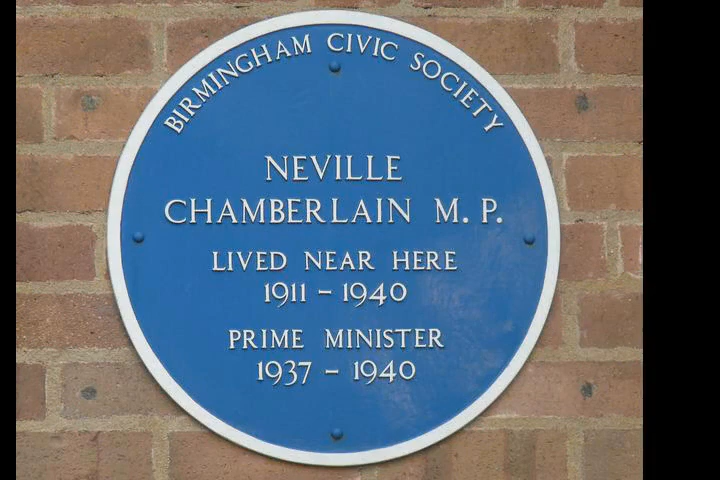 BIRMINGHAM CIVIC SOCIETY
NEVILLE
CHAMBERLAIN M. P.
LIVED NEAR HERE
1911 - 1940
PRIME MINISTER
1937 - 1940